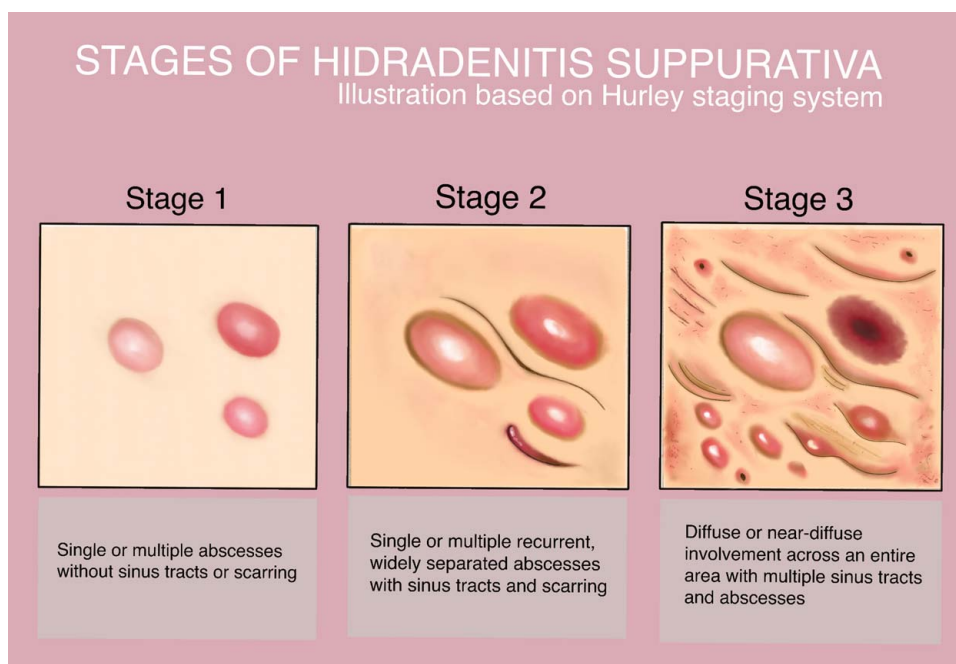 STAGES OF HIDRADENITIS SUPPURATIVA
Illustration based on Hurley staging system
Stage 1
Single or multiple abscesses
without sinus tracts or scarring
Stage 2
Single or multiple recurrent,
widely separated abscesses
with sinus tracts and scarring
Stage 3
Diffuse or near-diffuse
involvement across an entire
area with multiple sinus tracts
and abscesses